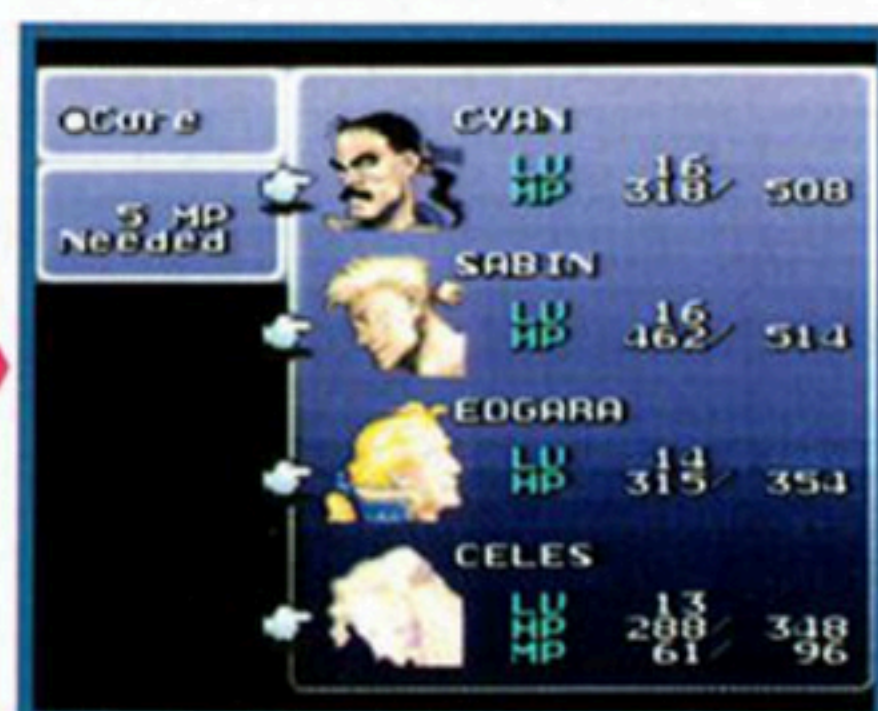 Cure
5 MP
Needed
CYAN
LV 16
HP 318/ 508
SABIN
LV 16
HP 462/ 514
EDGARA
LV 14
HP 315/ 354
CELES
LV 13
HP 288/ 348
MP 61/ 96